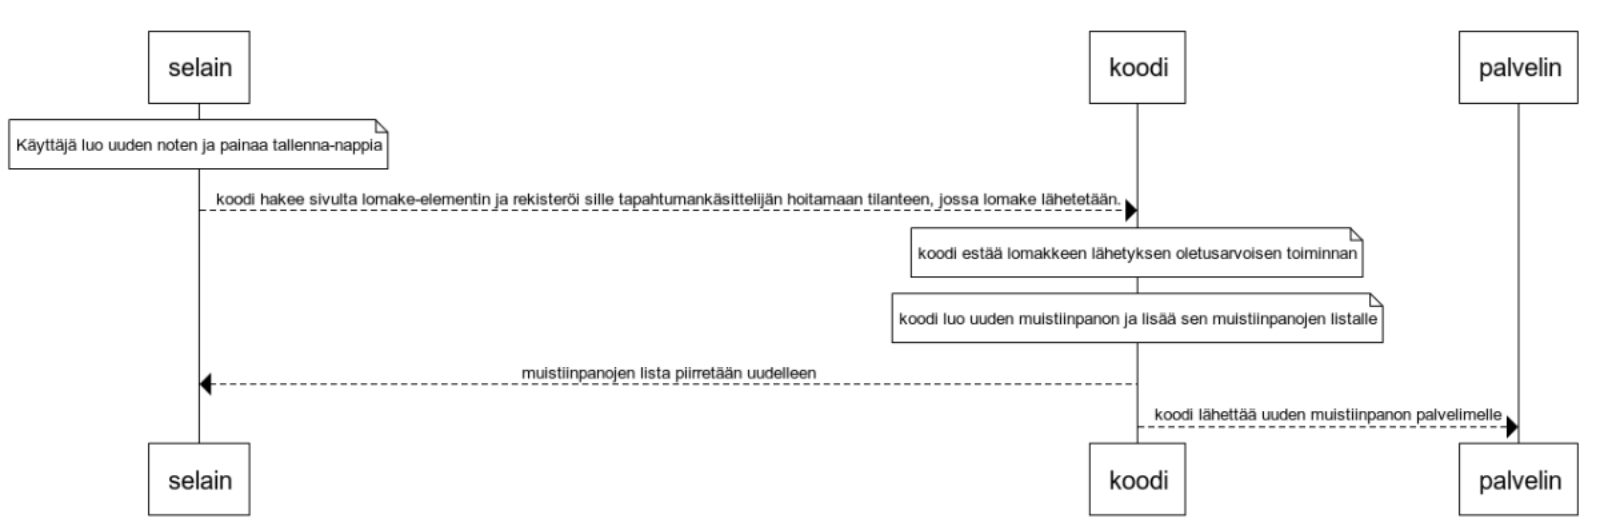 selain
koodi
palvelin
Käyttäjä luo uuden noten ja painaa tallenna-nappia
koodi hakee sivulta lomake-elementin ja rekisteröi sille tapahtumankäsittelijän hoitamaan tilanteen, jossa lomake lähetetään.
koodi estää lomakkeen lähetyksen oletusarvoisen toiminnan
koodi luo uuden muistiinpanon ja lisää sen muistiinpanojen listalle
muistiinpanojen lista piirretään uudelleen
koodi lähettää uuden muistiinpanon palvelimelle
selain
koodi
palvelin